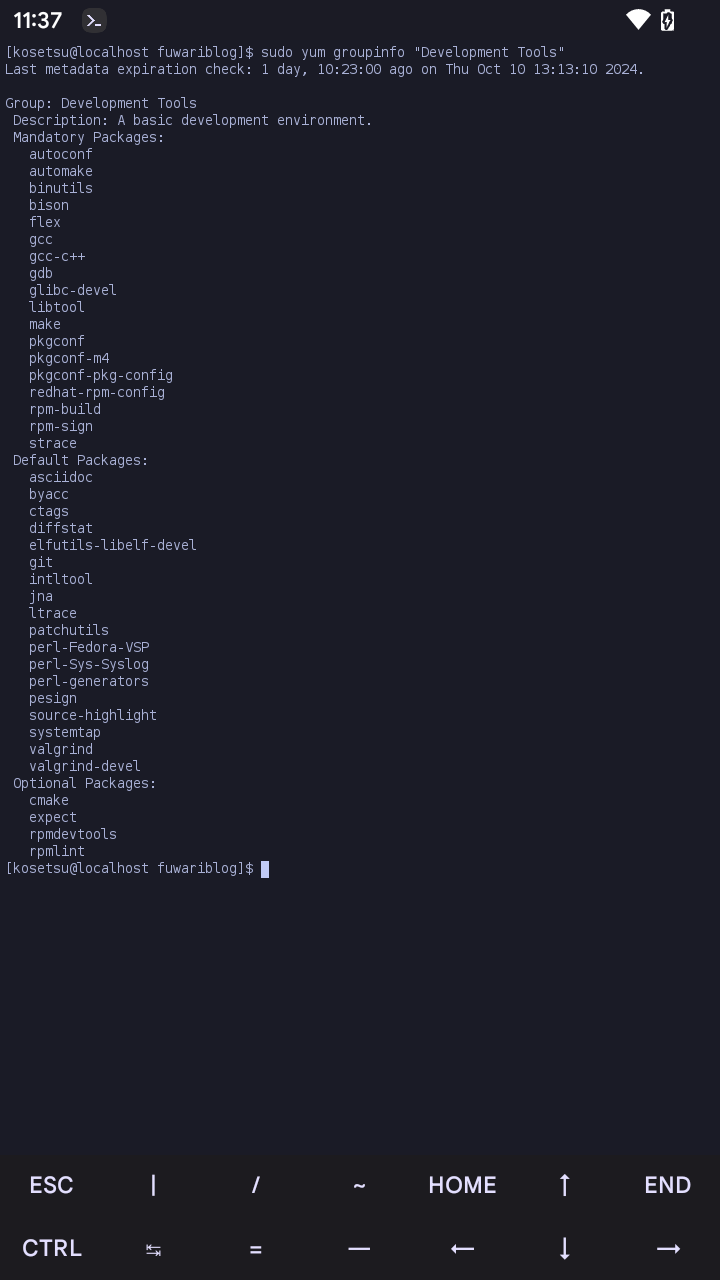 11:37
[kosetsu@localhost fuwariblog]$ sudo yum groupinfo "Development Tools"
Last metadata expiration check: 1 day, 10:23:00 ago on Thu Oct 10 13:13:10 2024.

Group: Development Tools
 Description: A basic development environment.
 Mandatory Packages:
   autoconf
   automake
   binutils
   bison
   flex
   gcc
   gcc-c++
   gdb
   glibc-devel
   libtool
   make
   pkgconf
   pkgconf-m4
   pkgconf-pkg-config
   redhat-rpm-config
   rpm-build
   rpm-sign
   strace
 Default Packages:
   asciidoc
   byacc
   ctags
   diffstat
   elfutils-libelf-devel
   git
   intltool
   jna
   ltrace
   patchutils
   perl-Fedora-VSP
   perl-Sys-Syslog
   perl-generators
   pesign
   source-highlight
   systemtap
   valgrind
   valgrind-devel
 Optional Packages:
   cmake
   expect
   rpmdevtools
   rpmlint
[kosetsu@localhost fuwariblog]$
ESC | / ~ HOME ↑ END
CTRL ↹ = — ← ↓ →